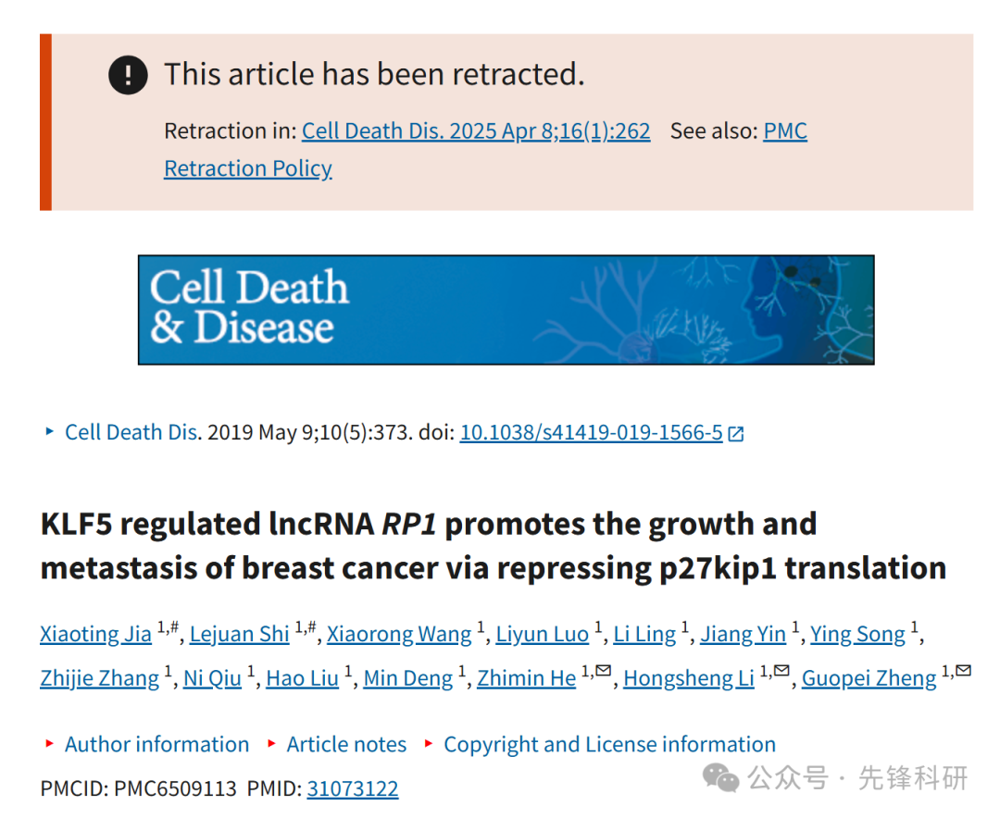 This article has been retracted.
Retraction in: Cell Death Dis. 2025 Apr 8;16(1):262 See also: PMC
Retraction Policy
Cell Death
& Disease
Cell Death Dis. 2019 May 9;10(5):373. doi: 10.1038/s41419-019-1566-5
KLF5 regulated lncRNA RP1 promotes the growth and
metastasis of breast cancer via repressing p27kip1 translation
Xiaoting Jia 1,#, Lejuan Shi 1,#, Xiaorong Wang 1, Liyun Luo 1, Li Ling 1, Jiang Yin 1, Ying Song 1,
Zhijie Zhang 1, Ni Qiu 1, Hao Liu 1, Min Deng 1, Zhimin He 1,✉, Hongsheng Li 1,✉, Guopei Zheng 1,✉
Author information Article notes Copyright and License information
PMCID: PMC6509113 PMID: 31073122
公众号 · 先锋科研